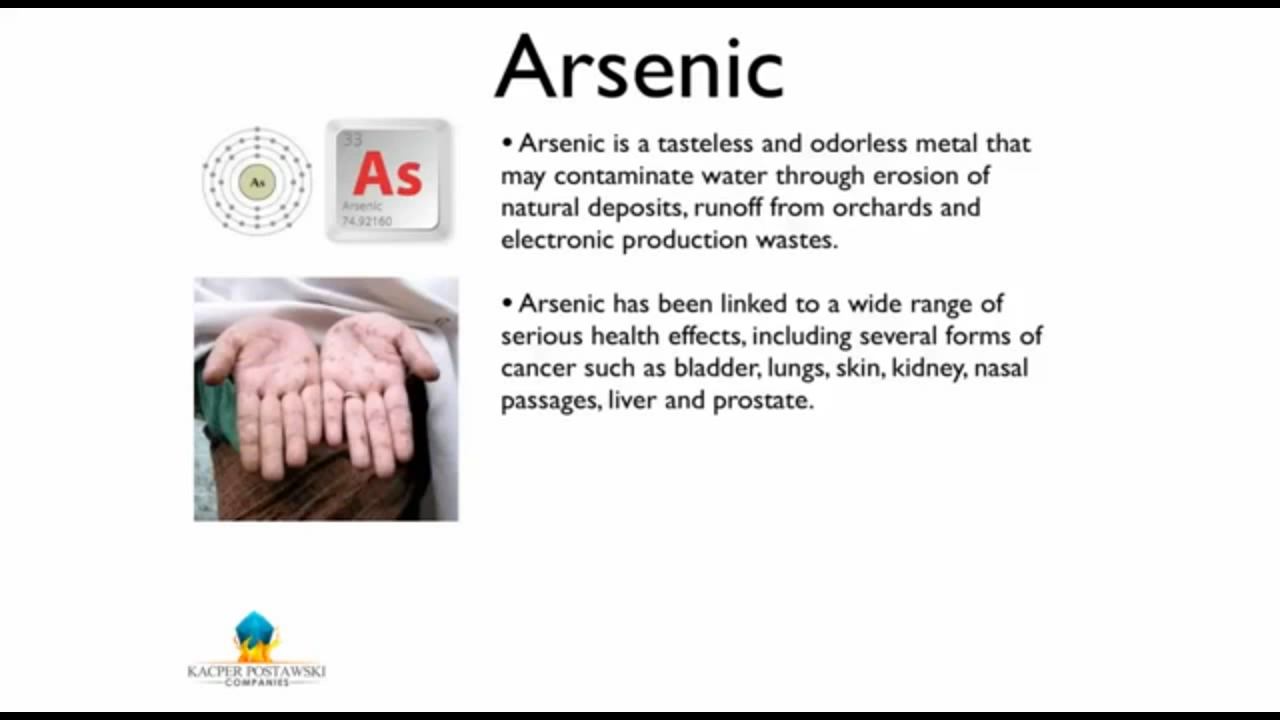 Arsenic
As
33
As
Arsenic
74.92160
• Arsenic is a tasteless and odorless metal that
may contaminate water through erosion of
natural deposits, runoff from orchards and
electronic production wastes.
• Arsenic has been linked to a wide range of
serious health effects, including several forms of
cancer such as bladder, lungs, skin, kidney, nasal
passages, liver and prostate.
KACPER POSTAWSKI
COMPANIES